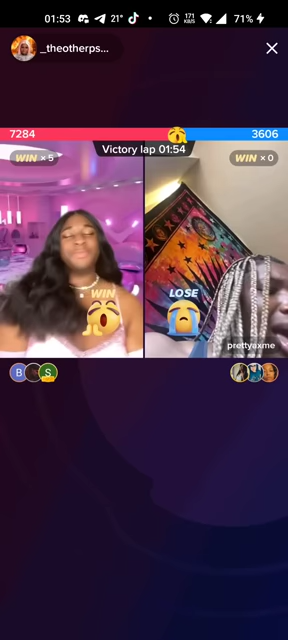 01:53
21°
171
KB/S
71%
_theotherps...
7284
3606
WIN × 5
Victory lap 01:54
WIN × 0
WIN
LOSE
prettyaxme
B
S